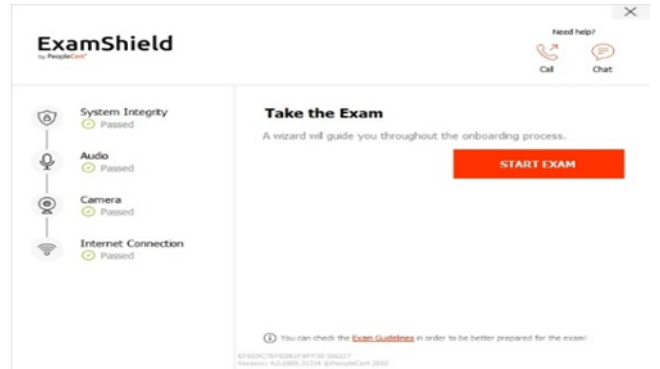 Need help?
ExamShield
by PeopleCert
Call Chat
System Integrity
Passed
Take the Exam
A wizard will guide you throughout the onboarding process.
Audio
Passed
START EXAM
Camera
Passed
Internet Connection
Passed
You can check the Exam Guidelines in order to be better prepared for the exam!
@PeopleCert